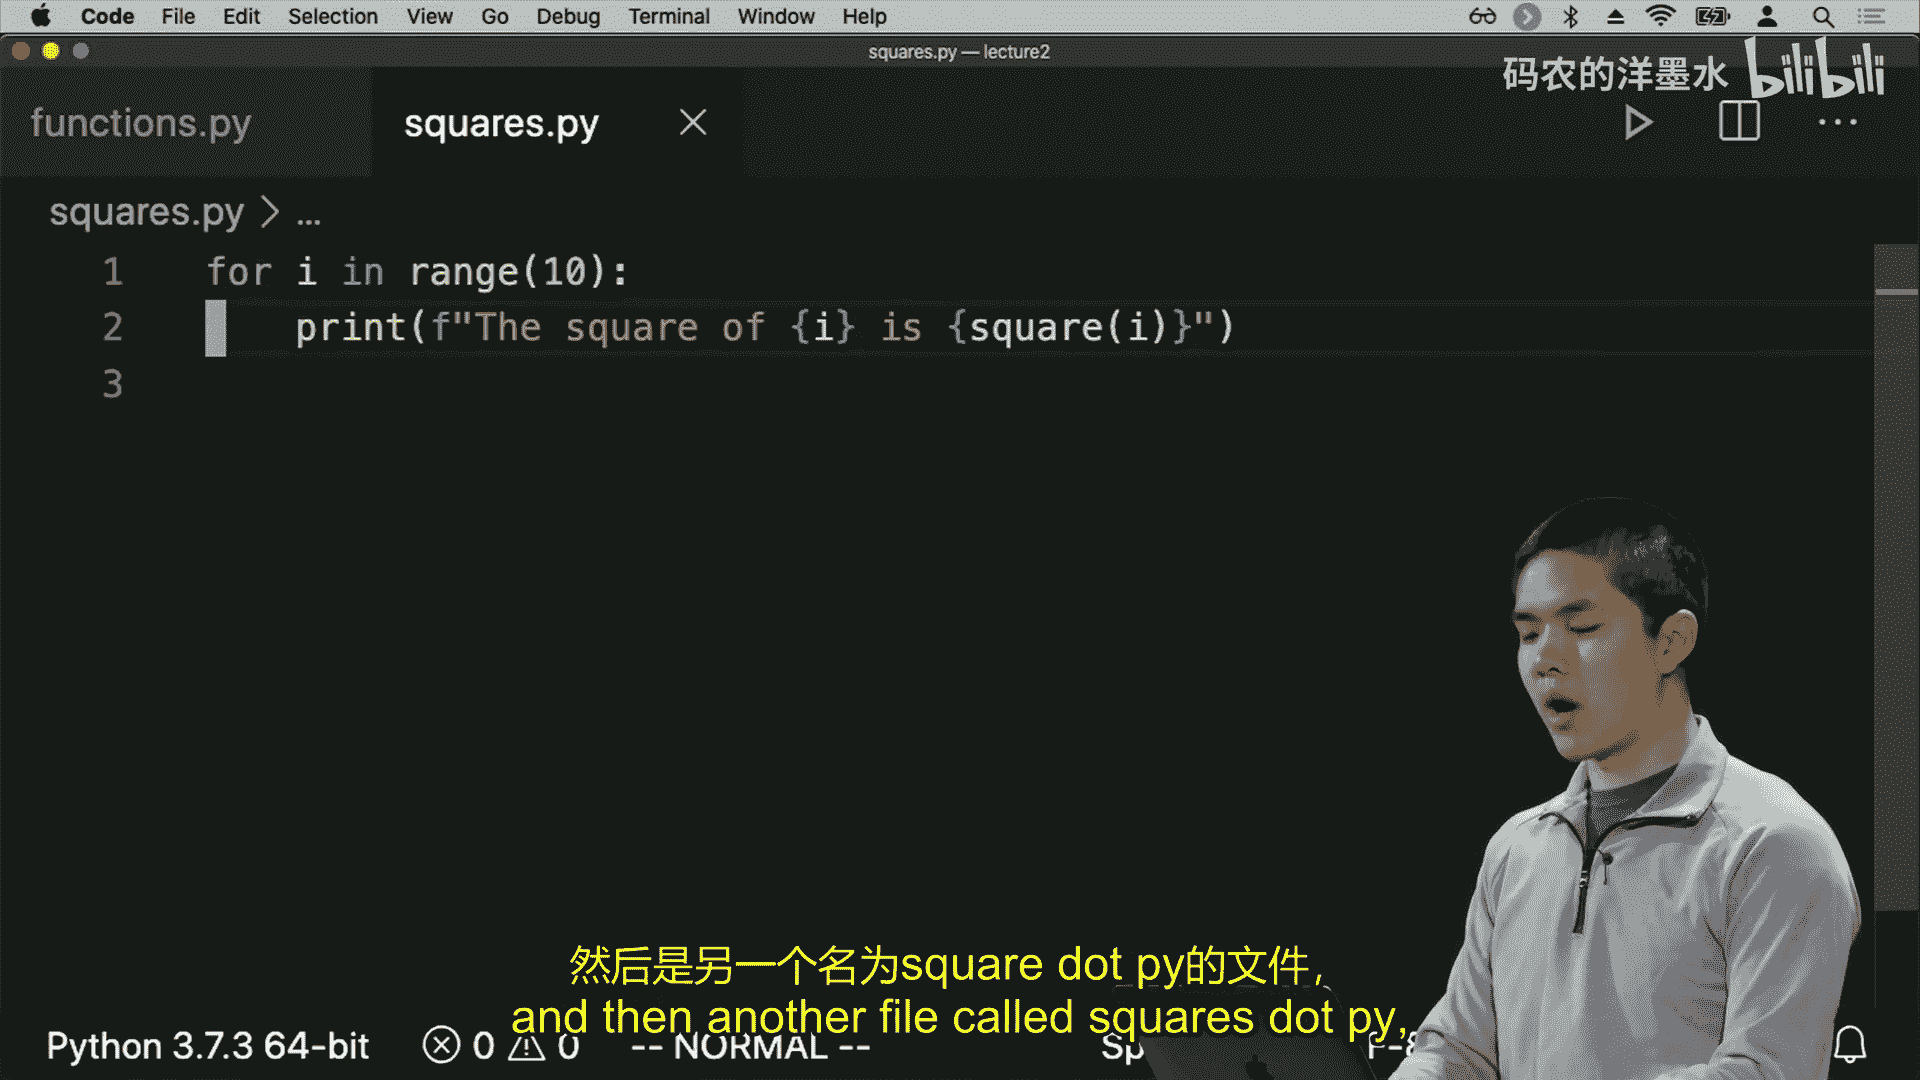 Code File Edit Selection View Go Debug Terminal Window Help
squares.py — lecture2
码农的洋墨水 bilibili
functions.py squares.py
squares.py > ...
1 for i in range(10):
2 print(f"The square of {i} is {square(i)}")
3
然后是另一个名为square dot py的文件,
and then another file called squares dot py,
Python 3.7.3 64-bit 0 0 -- NORMAL --